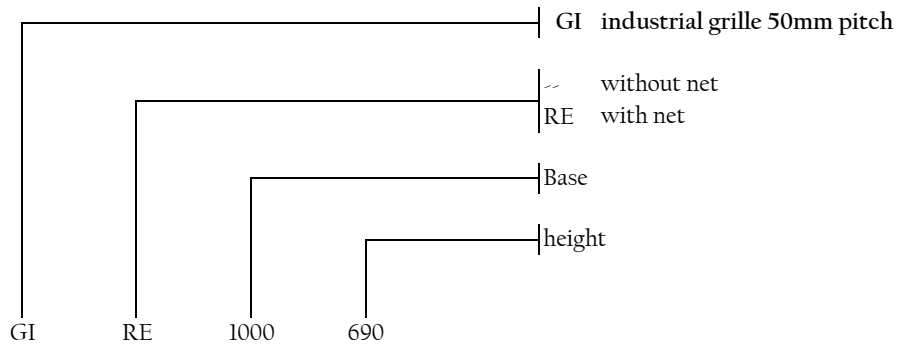 GI industrial grille 50mm pitch
-- without net
RE with net
Base
height
GI RE 1000 690